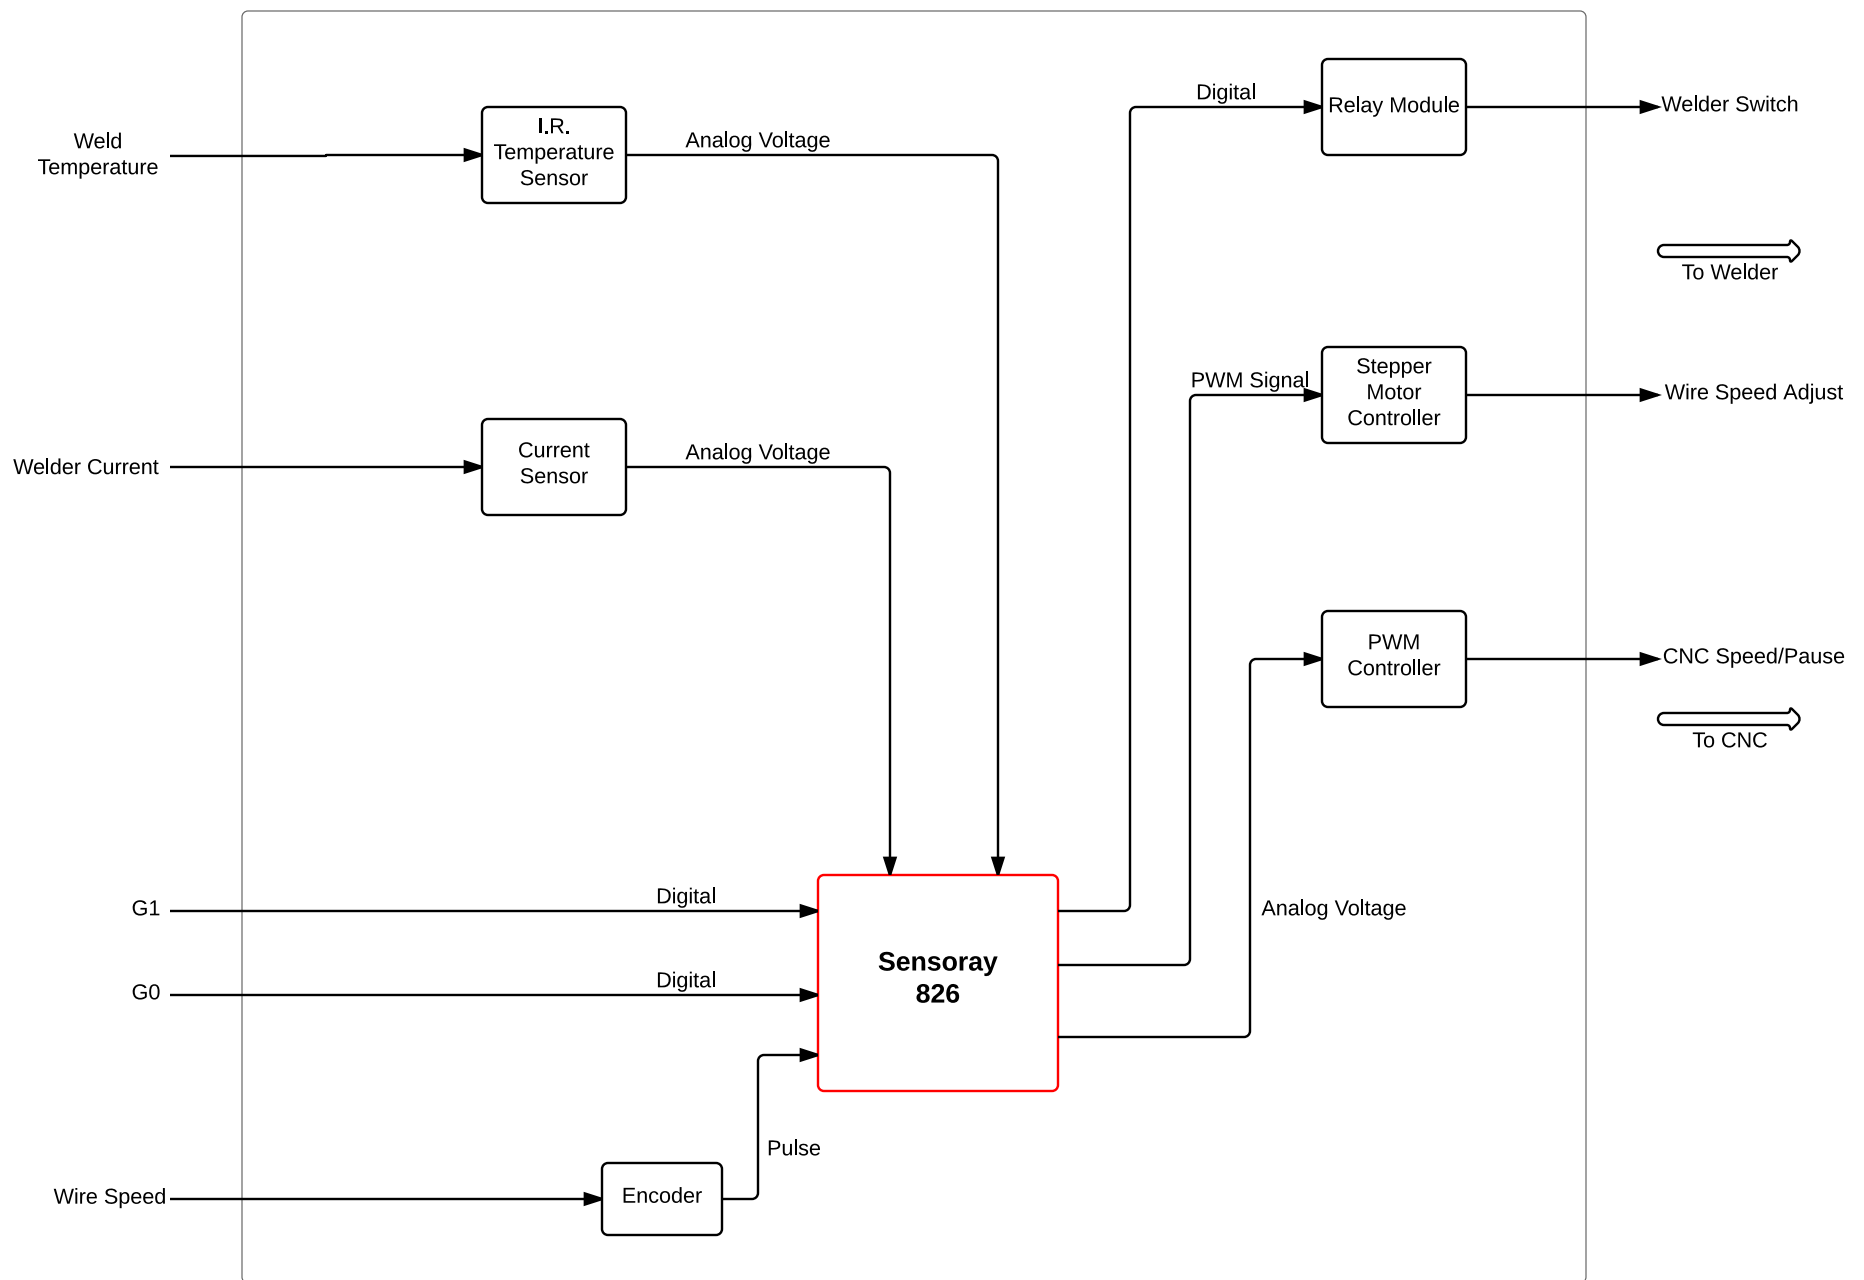 Digital
Relay Module
Welder Switch
Weld
Temperature
I.R.
Temperature
Sensor
Analog Voltage
To Welder
PWM Signal
Stepper
Motor
Controller
Wire Speed Adjust
Welder Current
Current
Sensor
Analog Voltage
PWM
Controller
CNC Speed/Pause
To CNC
G1
Digital
Analog Voltage
G0
Digital
Sensoray
826
Pulse
Wire Speed
Encoder